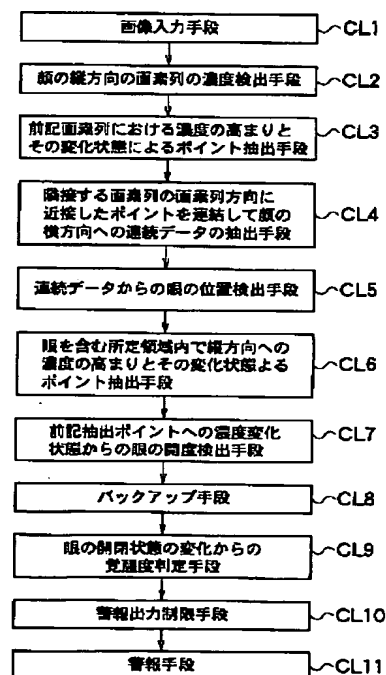 画像入力手段 CL1
顔の縦方向の画素列の濃度検出手段 CL2
前記画素列における濃度の高まりと
その変化状態によるポイント抽出手段 CL3
隣接する画素列の画素列方向に
近接したポイントを連結して顔の
横方向への連続データの抽出手段 CL4
連続データからの眼の位置検出手段 CL5
眼を含む所定領域内で縦方向への
濃度の高まりとその変化状態よる
ポイント抽出手段 CL6
前記抽出ポイントへの濃度変化
状態からの眼の開度検出手段 CL7
バックアップ手段 CL8
眼の開閉状態の変化からの
覚醒度判定手段 CL9
警報出力制限手段 CL10
警報手段 CL11